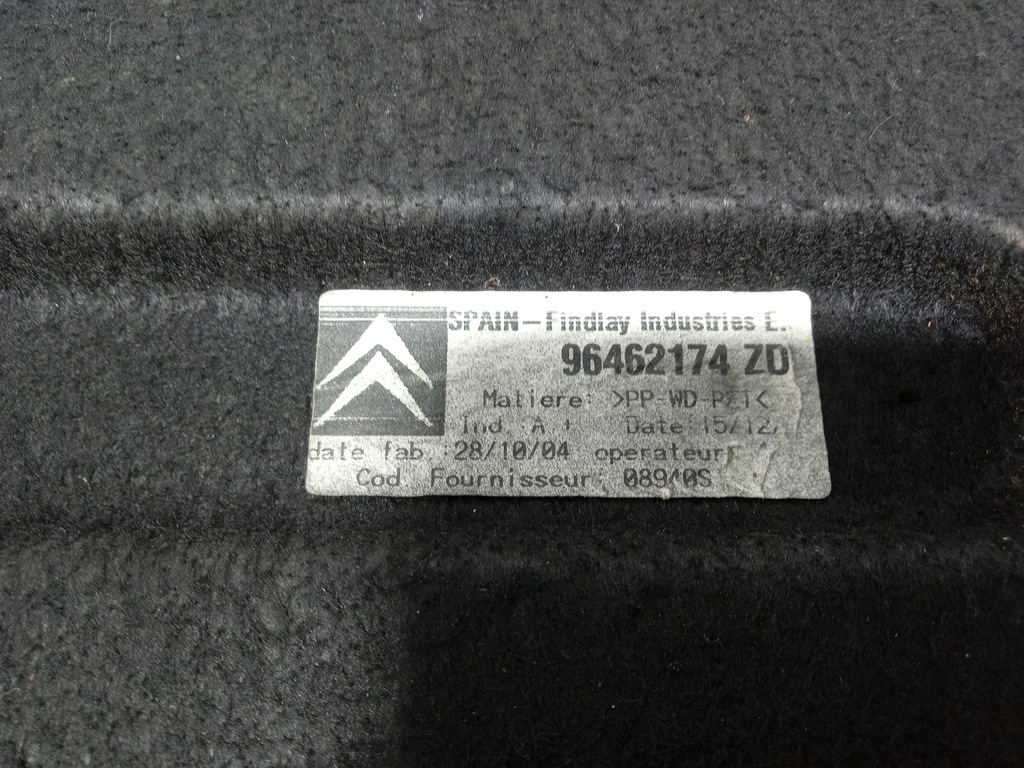 SPAIN - Findlay Industries E.
96462174 ZD
Matiere: >PP-WD-
Ind. A Date: 15/12/
date fab.: 28/10/04 operateur
Cod Fournisseur: